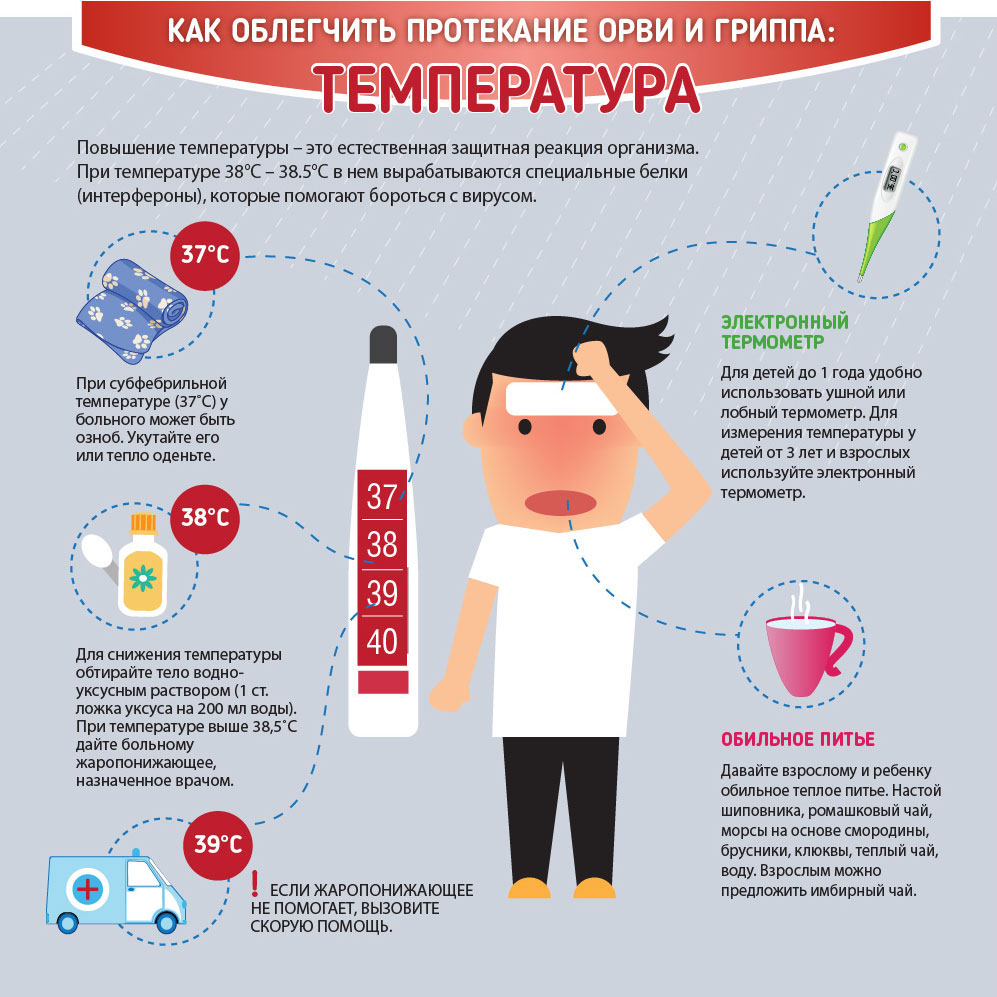 КАК ОБЛЕГЧИТЬ ПРОТЕКАНИЕ ОРВИ И ГРИППА:
ТЕМПЕРАТУРА
Повышение температуры – это естественная защитная реакция организма.
При температуре 38°C – 38.5°C в нем вырабатываются специальные белки
(интерфероны), которые помогают бороться с вирусом.
37°C
При субфебрильной
температуре (37˚C) у
больного может быть
озноб. Укутайте его
или тепло оденьте.
38°C
Для снижения температуры
обтирайте тело водно-
уксусным раствором (1 ст.
ложка уксуса на 200 мл воды).
При температуре выше 38,5˚C
дайте больному
жаропонижающее,
назначенное врачом.
39°C
! ЕСЛИ ЖАРОПОНИЖАЮЩЕЕ
НЕ ПОМОГАЕТ, ВЫЗОВИТЕ
СКОРУЮ ПОМОЩЬ.
37
38
39
40
ЭЛЕКТРОННЫЙ
ТЕРМОМЕТР
Для детей до 1 года удобно
использовать ушной или
лобный термометр. Для
измерения температуры у
детей от 3 лет и взрослых
используйте электронный
термометр.
ОБИЛЬНОЕ ПИТЬЕ
Давайте взрослому и ребенку
обильное теплое питье. Настой
шиповника, ромашковый чай,
морсы на основе смородины,
брусники, клюквы, теплый чай,
воду. Взрослым можно
предложить имбирный чай.